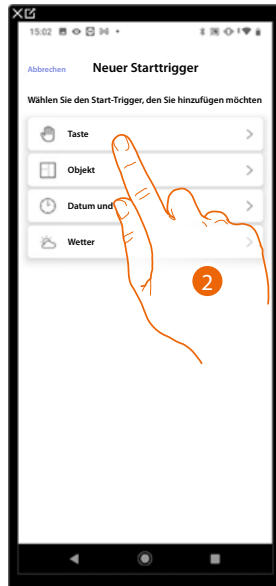 15:02
Abbrechen Neuer Starttrigger
Wählen Sie den Start-Trigger, den Sie hinzufügen möchten
Taste
Objekt
Datum und
Wetter
2